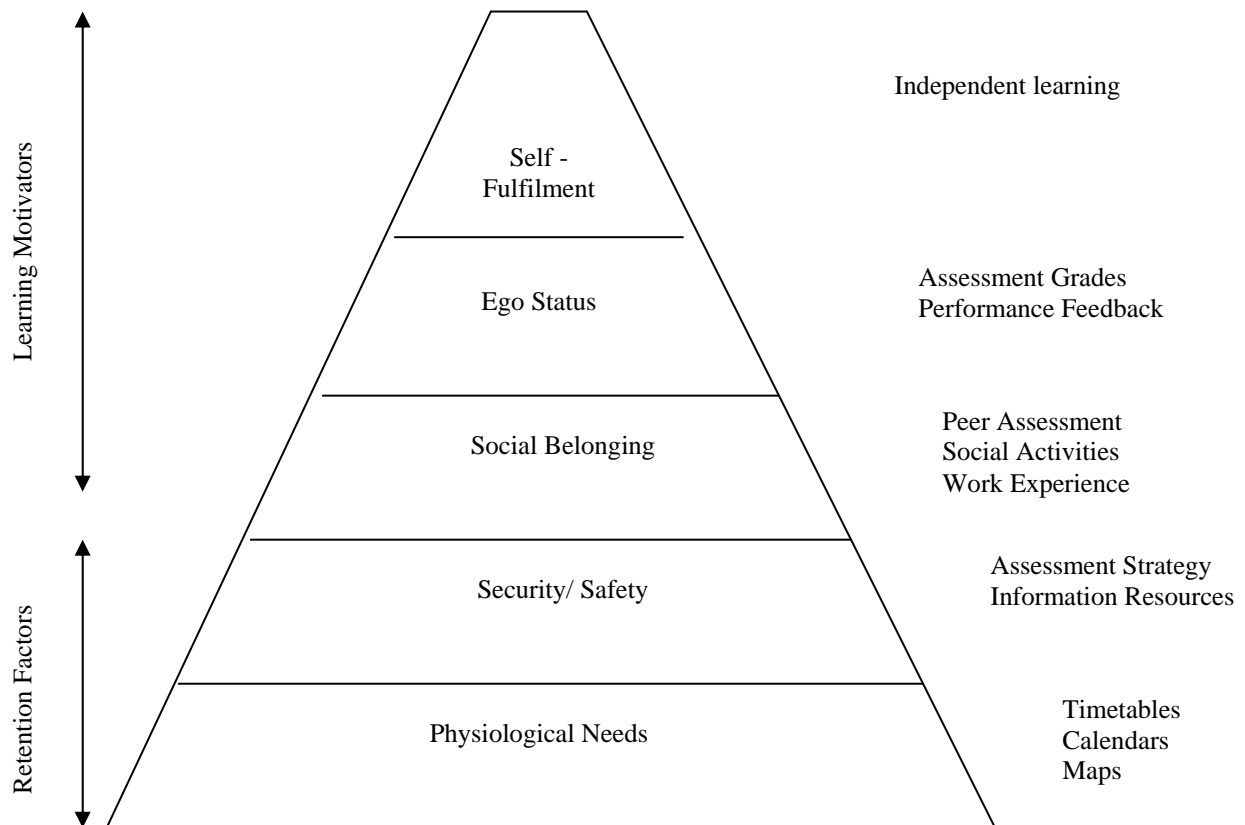 Learning Motivators
Independent learning
Self -
Fulfilment
Ego Status
Assessment Grades
Performance Feedback
Social Belonging
Peer Assessment
Social Activities
Work Experience
Retention Factors
Security/ Safety
Assessment Strategy
Information Resources
Physiological Needs
Timetables
Calendars
Maps